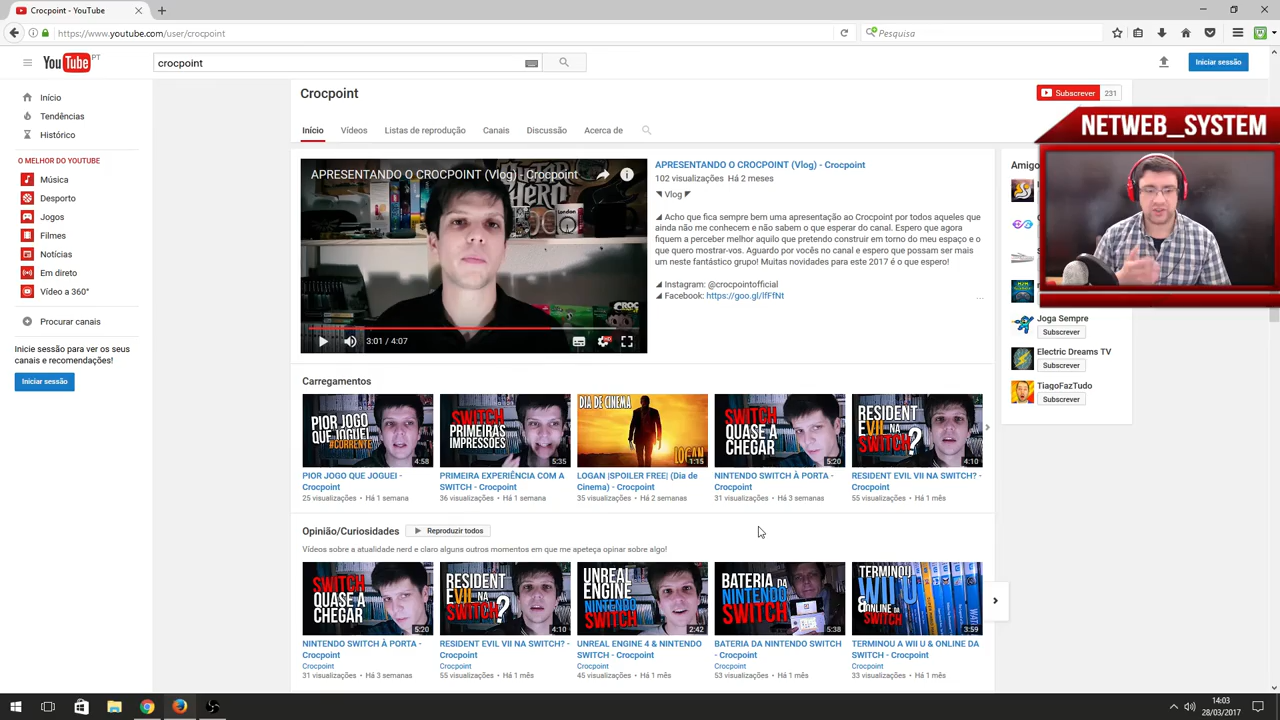 Crocpoint - YouTube
https://www.youtube.com/user/crocpoint
Pesquisa
YouTube PT
crocpoint
Iniciar sessão
Início
Tendências
Histórico
O MELHOR DO YOUTUBE
Música
Desporto
Jogos
Filmes
Notícias
Em direto
Vídeo a 360°
Procurar canais
Inicie sessão para ver os seus
canais e recomendações!
Iniciar sessão
Crocpoint
Subscrever 231
Início Vídeos Listas de reprodução Canais Discussão Acerca de
NETWEB_SYSTEM
APRESENTANDO O CROCPOINT (Vlog) - Crocpoint
3:01 / 4:07
APRESENTANDO O CROCPOINT (Vlog) - Crocpoint
102 visualizações Há 2 meses
◥ Vlog ◤
◢ Acho que fica sempre bem uma apresentação ao Crocpoint por todos aqueles que
ainda não me conhecem e não sabem o que esperar do canal. Espero que agora
fiquem a perceber melhor aquilo que pretendo construir em torno do meu espaço e o
que quero mostrar-vos. Aguardo por vocês no canal e espero que possam ser mais
um neste fantástico grupo! Muitas novidades para este 2017 é o que espero!
◢ Instagram: @crocpointofficial
◢ Facebook: https://goo.gl/lfFfNt
...
Amigo
Joga Sempre
Subscrever
Electric Dreams TV
Subscrever
TiagoFazTudo
Subscrever
Carregamentos
PIOR JOGO
QUE JOGUEI
#CORRENTE
4:58
SWITCH
PRIMEIRAS
IMPRESSÕES
5:35
DIA DE CINEMA
LOGAN
1:15
SWITCH
QUASE A
CHEGAR
5:20
RESIDENT
EVII NA
SWITCH?
4:10
PIOR JOGO QUE JOGUEI -
Crocpoint
25 visualizações • Há 1 semana
PRIMEIRA EXPERIÊNCIA COM A
SWITCH - Crocpoint
36 visualizações • Há 1 semana
LOGAN |SPOILER FREE| (Dia de
Cinema) - Crocpoint
35 visualizações • Há 2 semanas
NINTENDO SWITCH À PORTA -
Crocpoint
31 visualizações • Há 3 semanas
RESIDENT EVIL VII NA SWITCH? -
Crocpoint
55 visualizações • Há 1 mês
Opinião/Curiosidades Reproduzir todos
Vídeos sobre a atualidade nerd e claro alguns outros momentos em que me apeteça opinar sobre algo!
SWITCH
QUASE A
CHEGAR
5:20
RESIDENT
EVII NA
SWITCH?
4:10
UNREAL
ENGINE
NINTENDO
SWITCH
2:42
BATERIA DA
NINTENDO
SWITCH
5:38
TERMINOU A
WII U
& ONLINE DA
SWITCH
3:59
NINTENDO SWITCH À PORTA -
Crocpoint
Crocpoint
31 visualizações • Há 3 semanas
RESIDENT EVIL VII NA SWITCH? -
Crocpoint
Crocpoint
55 visualizações • Há 1 mês
UNREAL ENGINE 4 & NINTENDO
SWITCH - Crocpoint
Crocpoint
45 visualizações • Há 1 mês
BATERIA DA NINTENDO SWITCH
- Crocpoint
Crocpoint
53 visualizações • Há 1 mês
TERMINOU A WII U & ONLINE DA
SWITCH - Crocpoint
Crocpoint
33 visualizações • Há 1 mês
14:03
28/03/2017